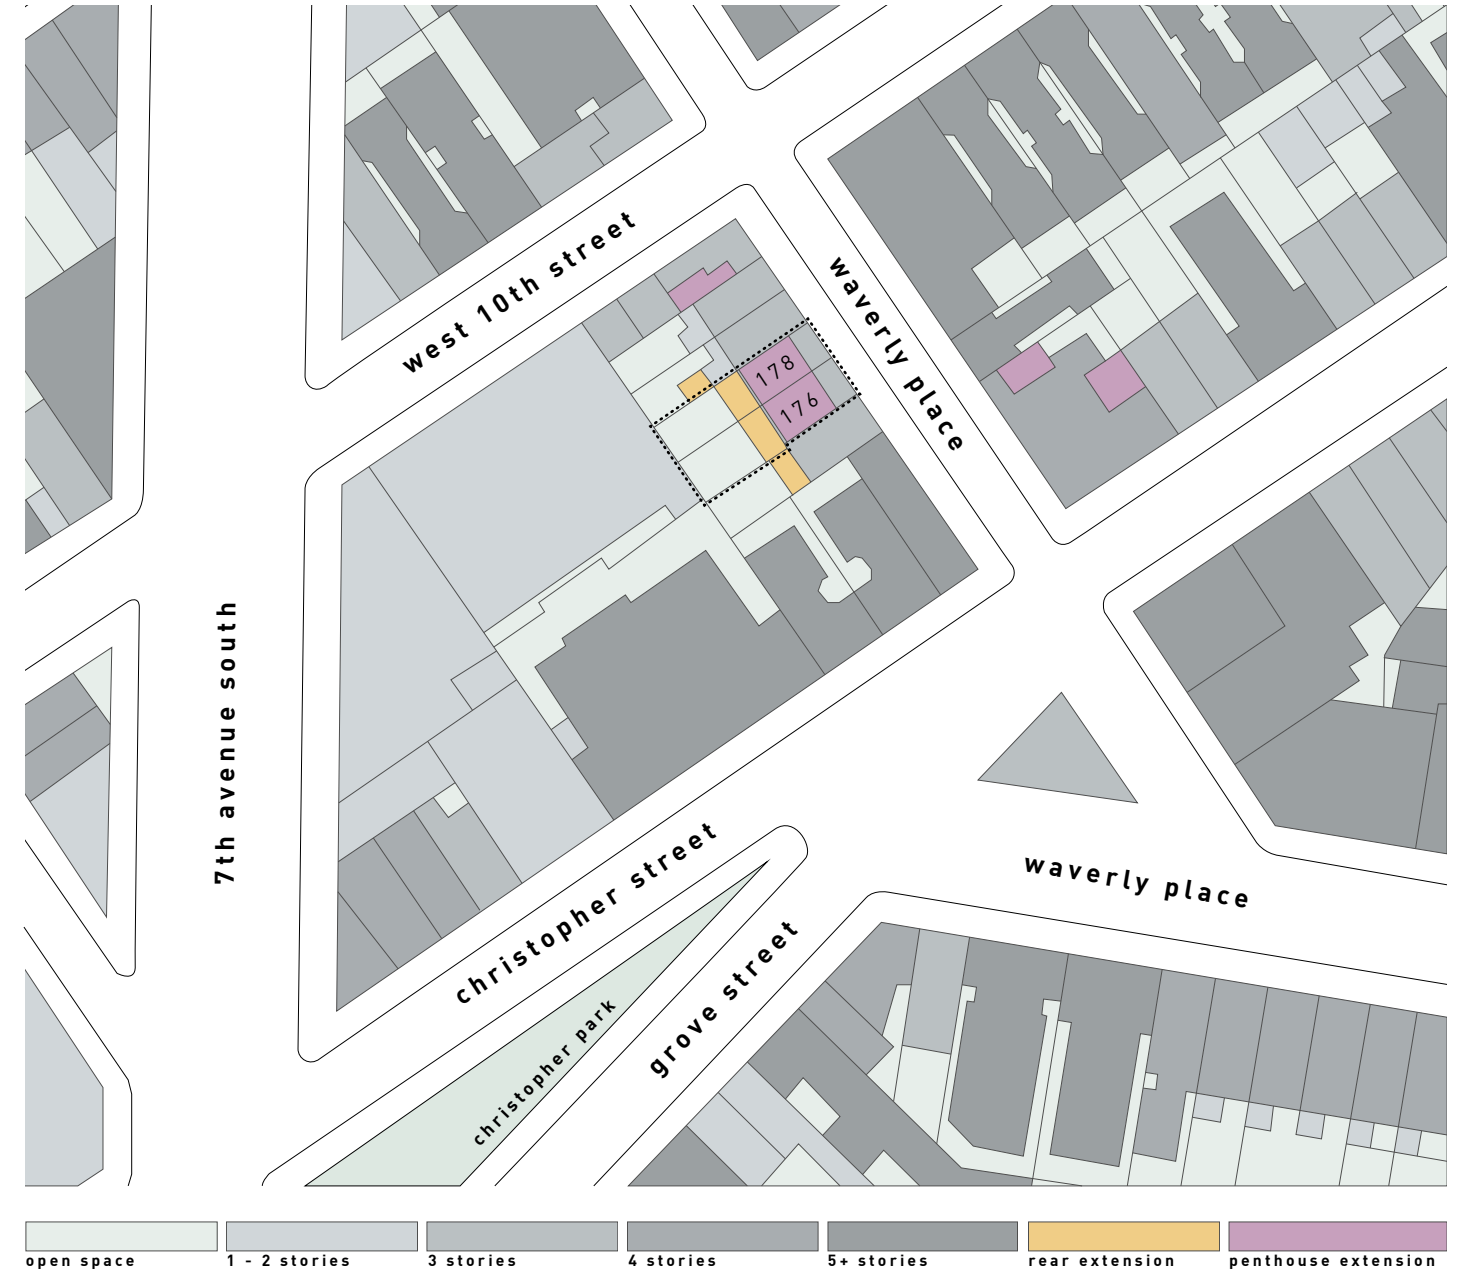 west 10th street
waverly place
178
176
7th avenue south
waverly place
christopher street
grove street
christopher park
open space
1 - 2 stories
3 stories
4 stories
5+ stories
rear extension
penthouse extension